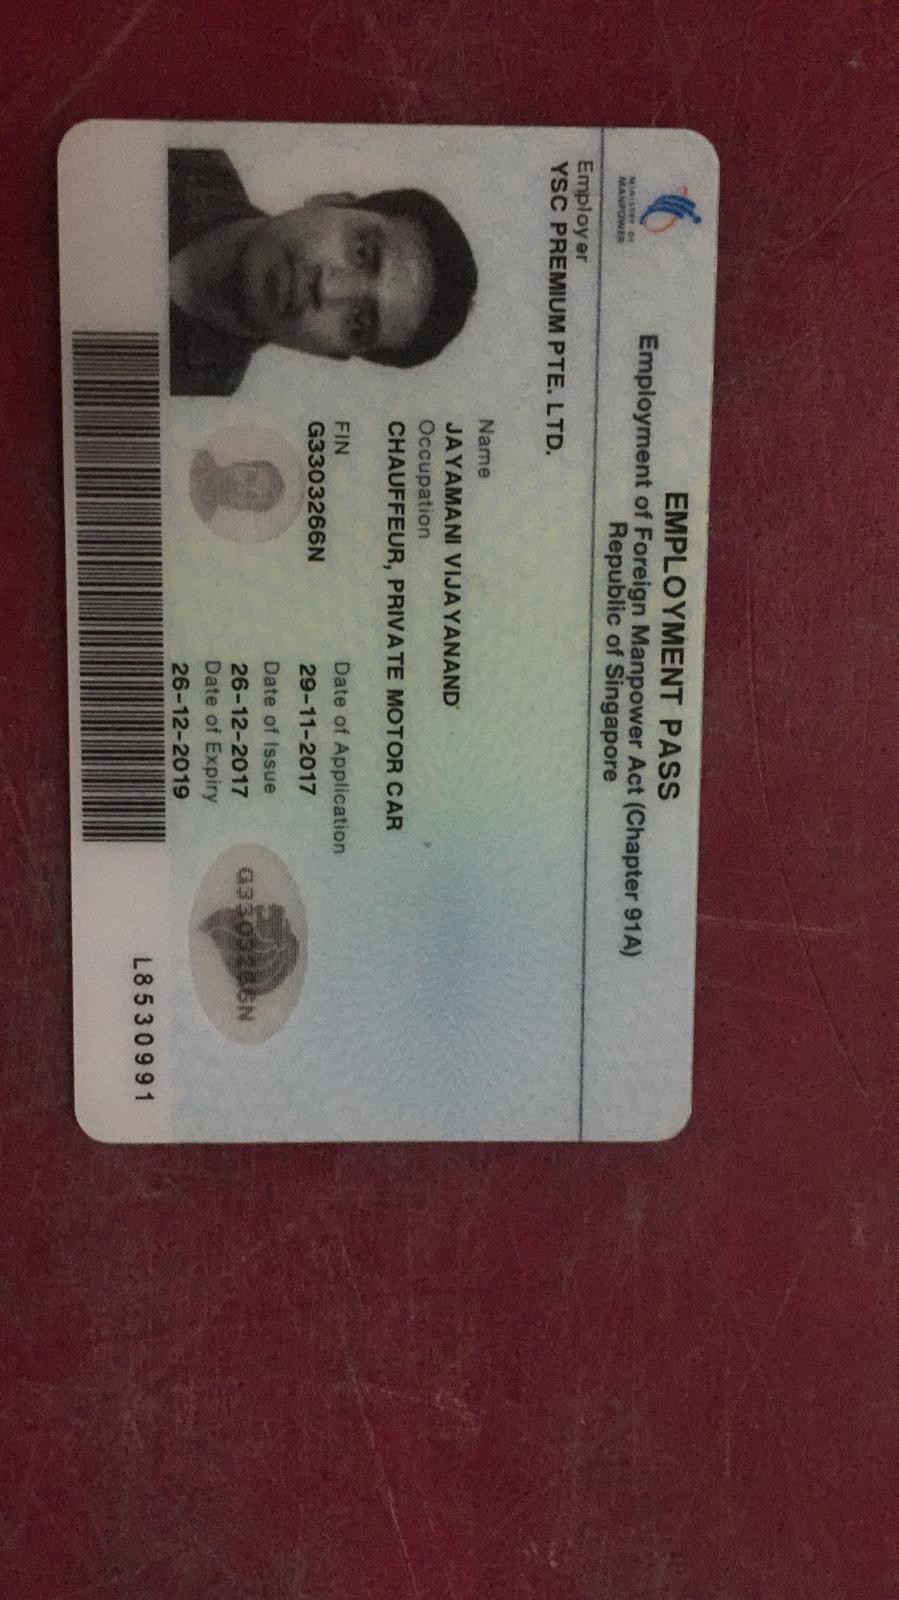 MINISTRY OF
MANPOWER
EMPLOYMENT PASS
Employment of Foreign Manpower Act (Chapter 91A)
Republic of Singapore
Employer
YSC PREMIUM PTE. LTD.
Name
JAYAMANI VIJAYANAND
Occupation
CHAUFFEUR, PRIVATE MOTOR CAR
FIN
G3303266N
Date of Application
29-11-2017
Date of Issue
26-12-2017
Date of Expiry
26-12-2019
G3303266N
L8530991